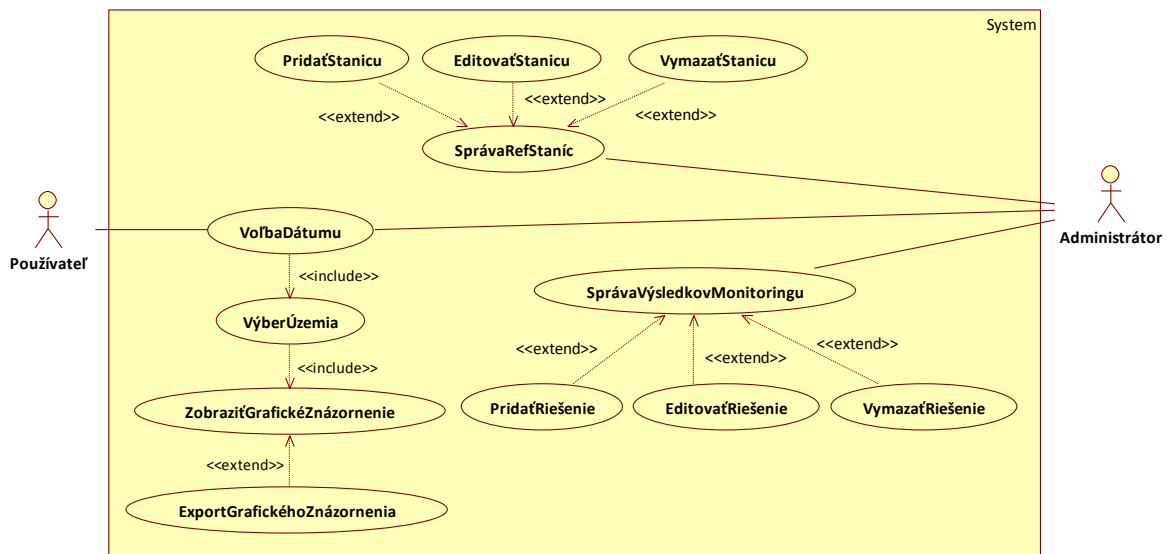 System
PridaťStanicu
EditovaťStanicu
VymazaťStanicu
<<extend>>
<<extend>>
<<extend>>
SprávaRefStaníc
Používateľ
Administrátor
VoľbaDátumu
<<include>>
VýberÚzemia
<<include>>
ZobraziťGrafickéZnázornenie
<<extend>>
ExportGrafickéhoZnázornenia
SprávaVýsledkovMonitoringu
<<extend>>
<<extend>>
<<extend>>
PridaťRiešenie
EditovaťRiešenie
VymazaťRiešenie